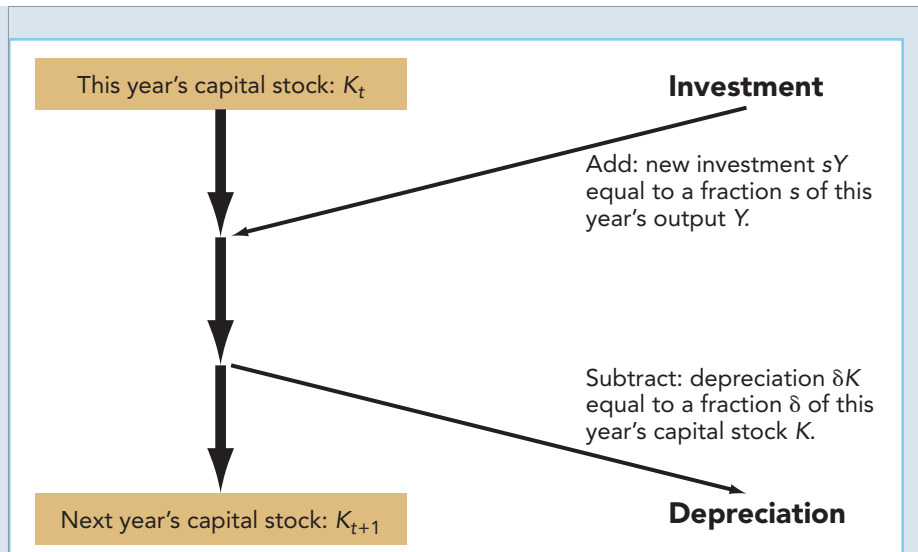 This year's capital stock: Kt
Investment
Add: new investment sY
equal to a fraction s of this
year's output Y.
Subtract: depreciation δK
equal to a fraction δ of this
year's capital stock K.
Next year's capital stock: Kt+1
Depreciation